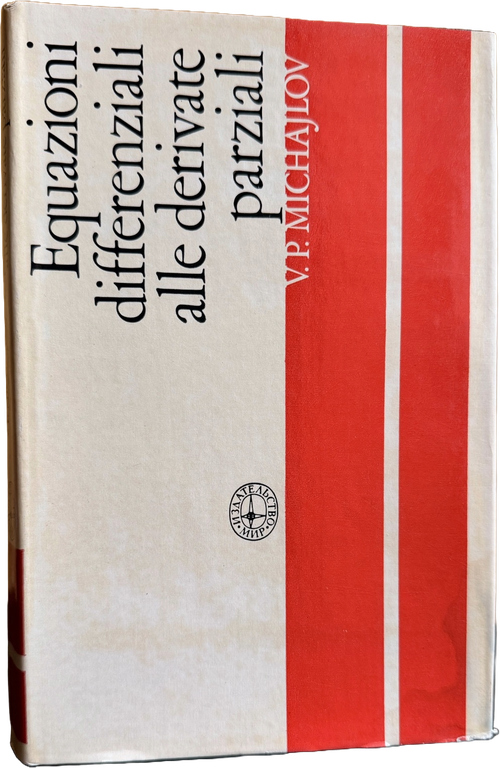 Equazioni
differenziali
alle derivate
parziali
V. P. MICHAJLOV
ИЗДАТЕЛЬСТВО
·МИР·